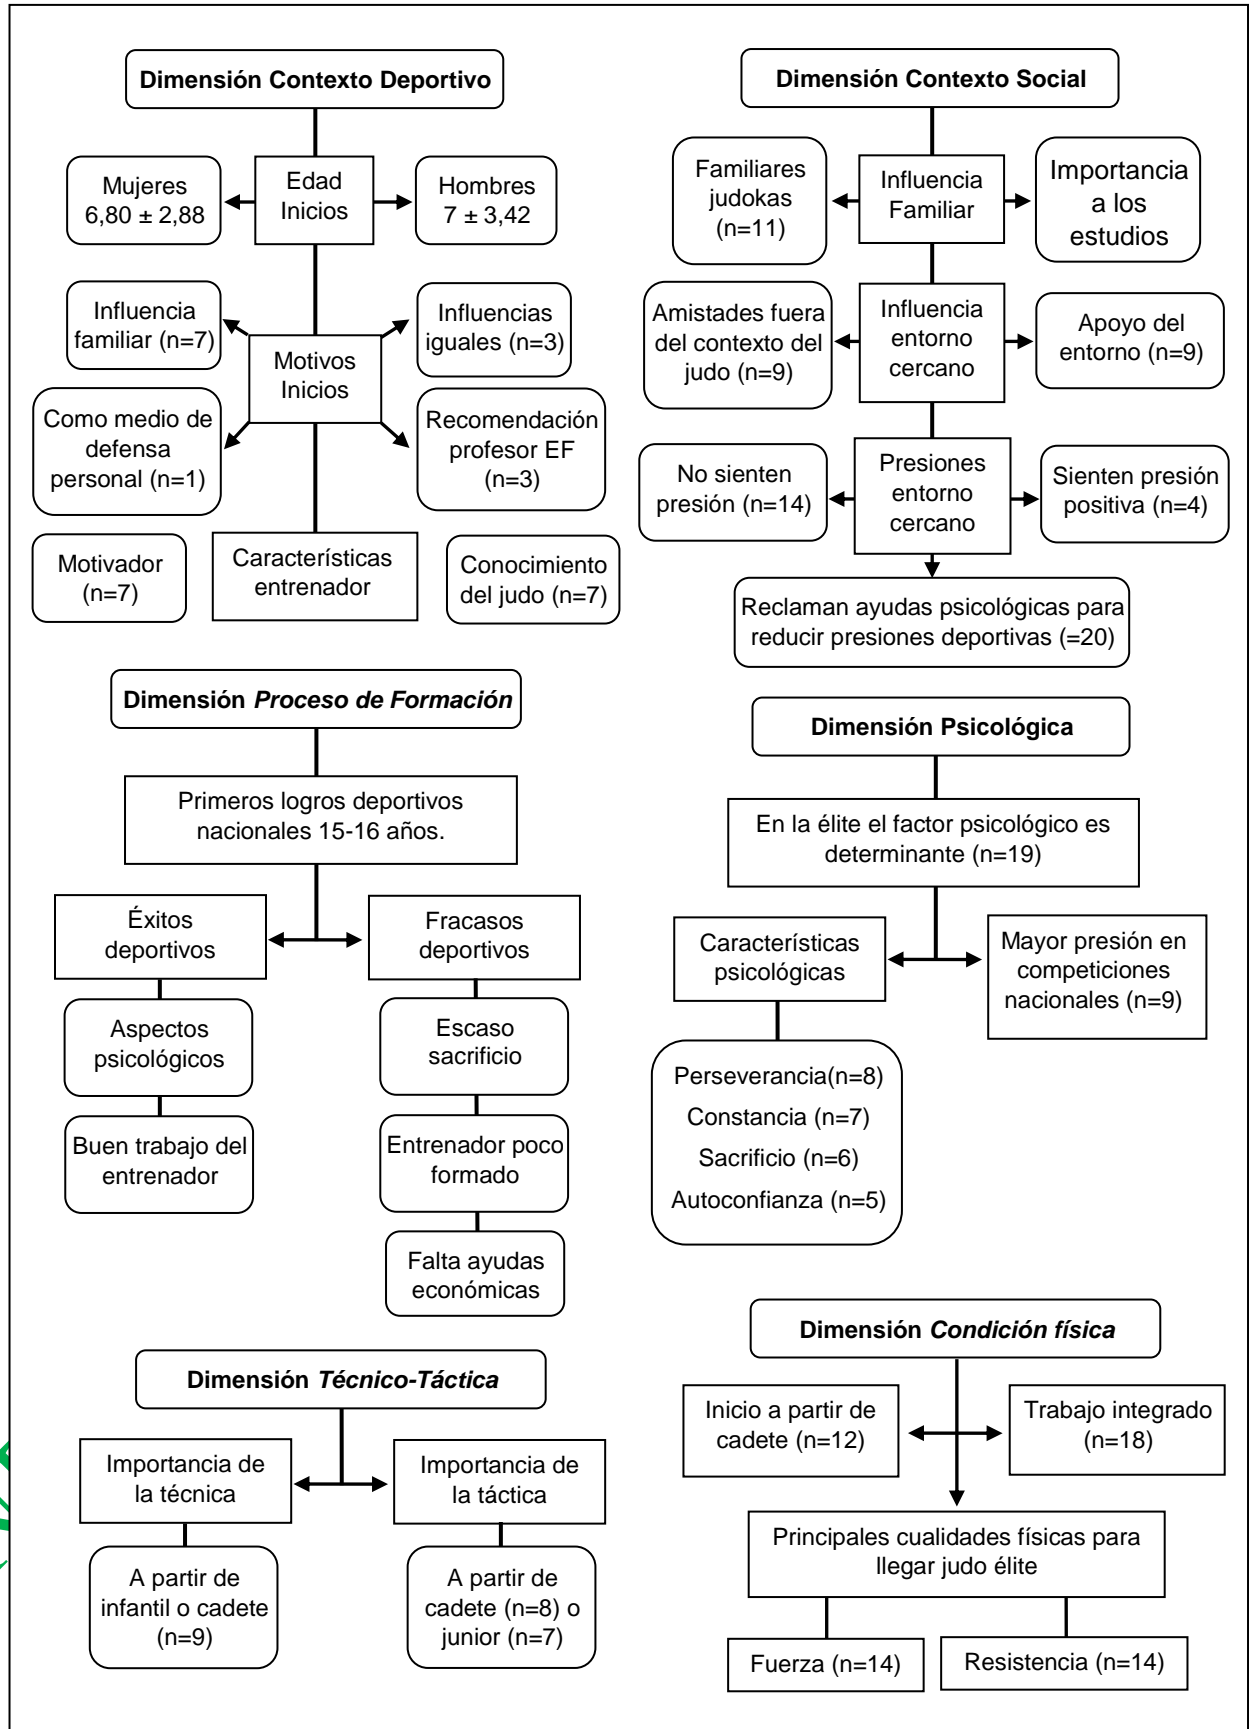 Dimensión Contexto Deportivo
Mujeres
6,80 ± 2,88
Edad
Inicios
Hombres
7 ± 3,42
Influencia
familiar (n=7)
Influencias
iguales (n=3)
Motivos
Inicios
Como medio de
defensa
personal (n=1)
Recomendación
profesor EF
(n=3)
Motivador
(n=7)
Característícas
entrenador
Conocimiento
del judo (n=7)
Dimensión Contexto Social
Familiares
judokas
(n=11)
Influencia
Familiar
Importancia
a los
estudios
Amistades fuera
del contexto del
judo (n=9)
Influencia
entorno
cercano
Apoyo del
entorno (n=9)
No sienten
presión (n=14)
Presiones
entorno
cercano
Sienten presión
positiva (n=4)
Reclaman ayudas psicológicas para
reducir presiones deportivas (=20)
Dimensión Proceso de Formación
Primeros logros deportivos
nacionales 15-16 años.
Éxitos
deportivos
Fracasos
deportivos
Aspectos
psicológicos
Escaso
sacrificio
Buen trabajo del
entrenador
Entrenador poco
formado
Falta ayudas
económicas
Dimensión Psicológica
En la élite el factor psicológico es
determinante (n=19)
Característícas
psicológicas
Mayor presión en
competiciones
nacionales (n=9)
Perseverancia(n=8)
Constancia (n=7)
Sacrificio (n=6)
Autoconfianza (n=5)
Dimensión Técnico-Táctica
Importancia de
la técnica
Importancia de
la táctica
A partir de
infantil o cadete
(n=9)
A partir de
cadete (n=8) o
junior (n=7)
Dimensión Condición física
Inicio a partir de
cadete (n=12)
Trabajo integrado
(n=18)
Principales cualidades físicas para
llegar judo élite
Fuerza (n=14)
Resistencia (n=14)